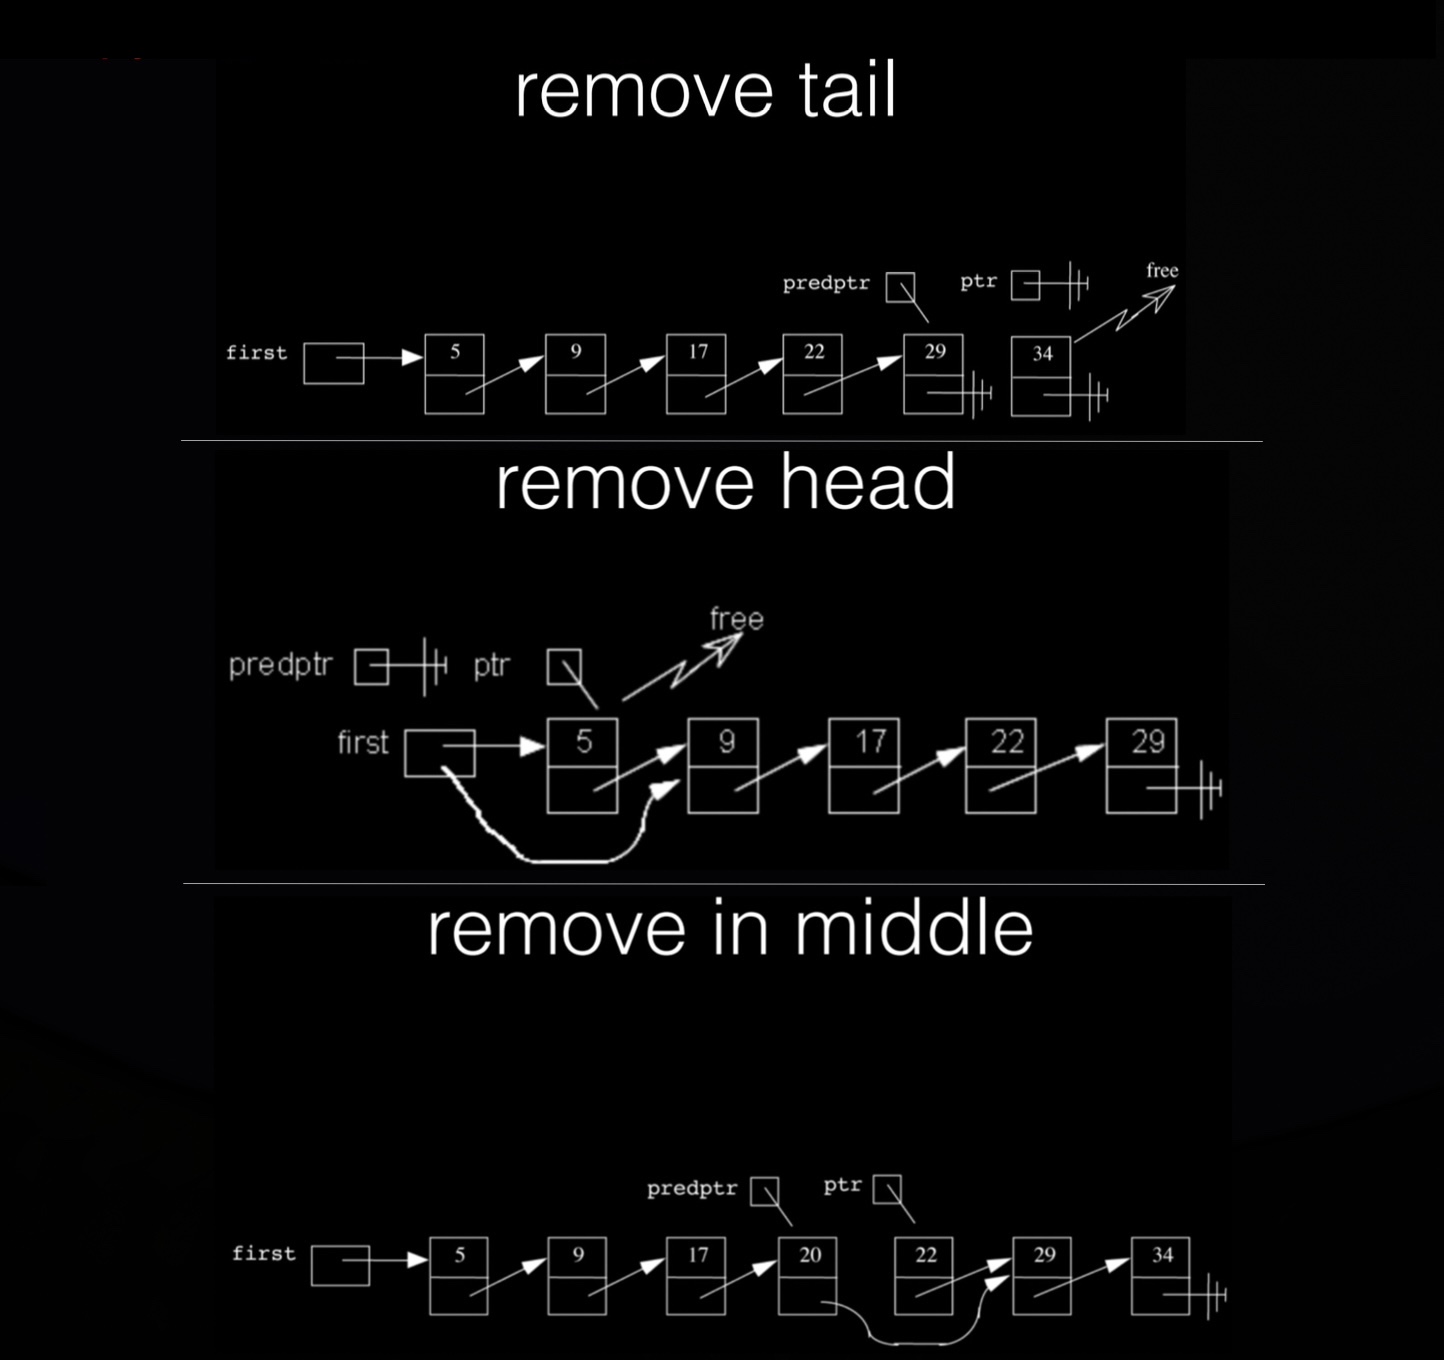 remove tail
predptr ptr free
first 5 9 17 22 29 34
remove head
free
predptr ptr
first 5 9 17 22 29
remove in middle
predptr ptr
first 5 9 17 20 22 29 34